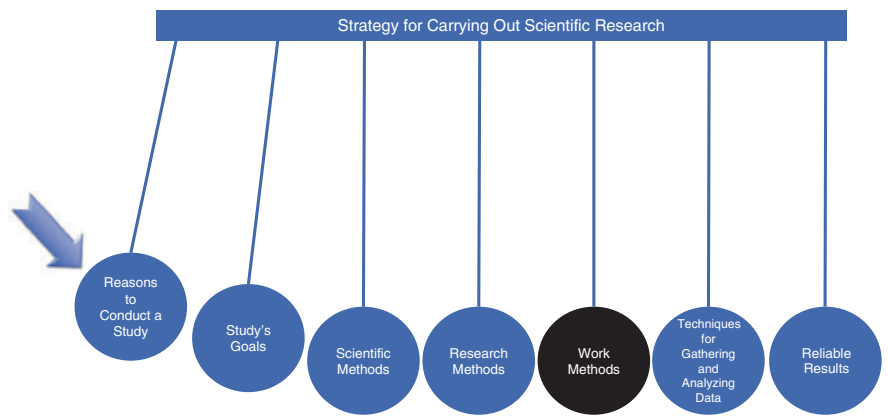 Strategy for Carrying Out Scientific Research
Reasons
to
Conduct a
Study
Study's
Goals
Scientific
Methods
Research
Methods
Work
Methods
Techniques
for
Gathering
and
Analyzing
Data
Reliable
Results